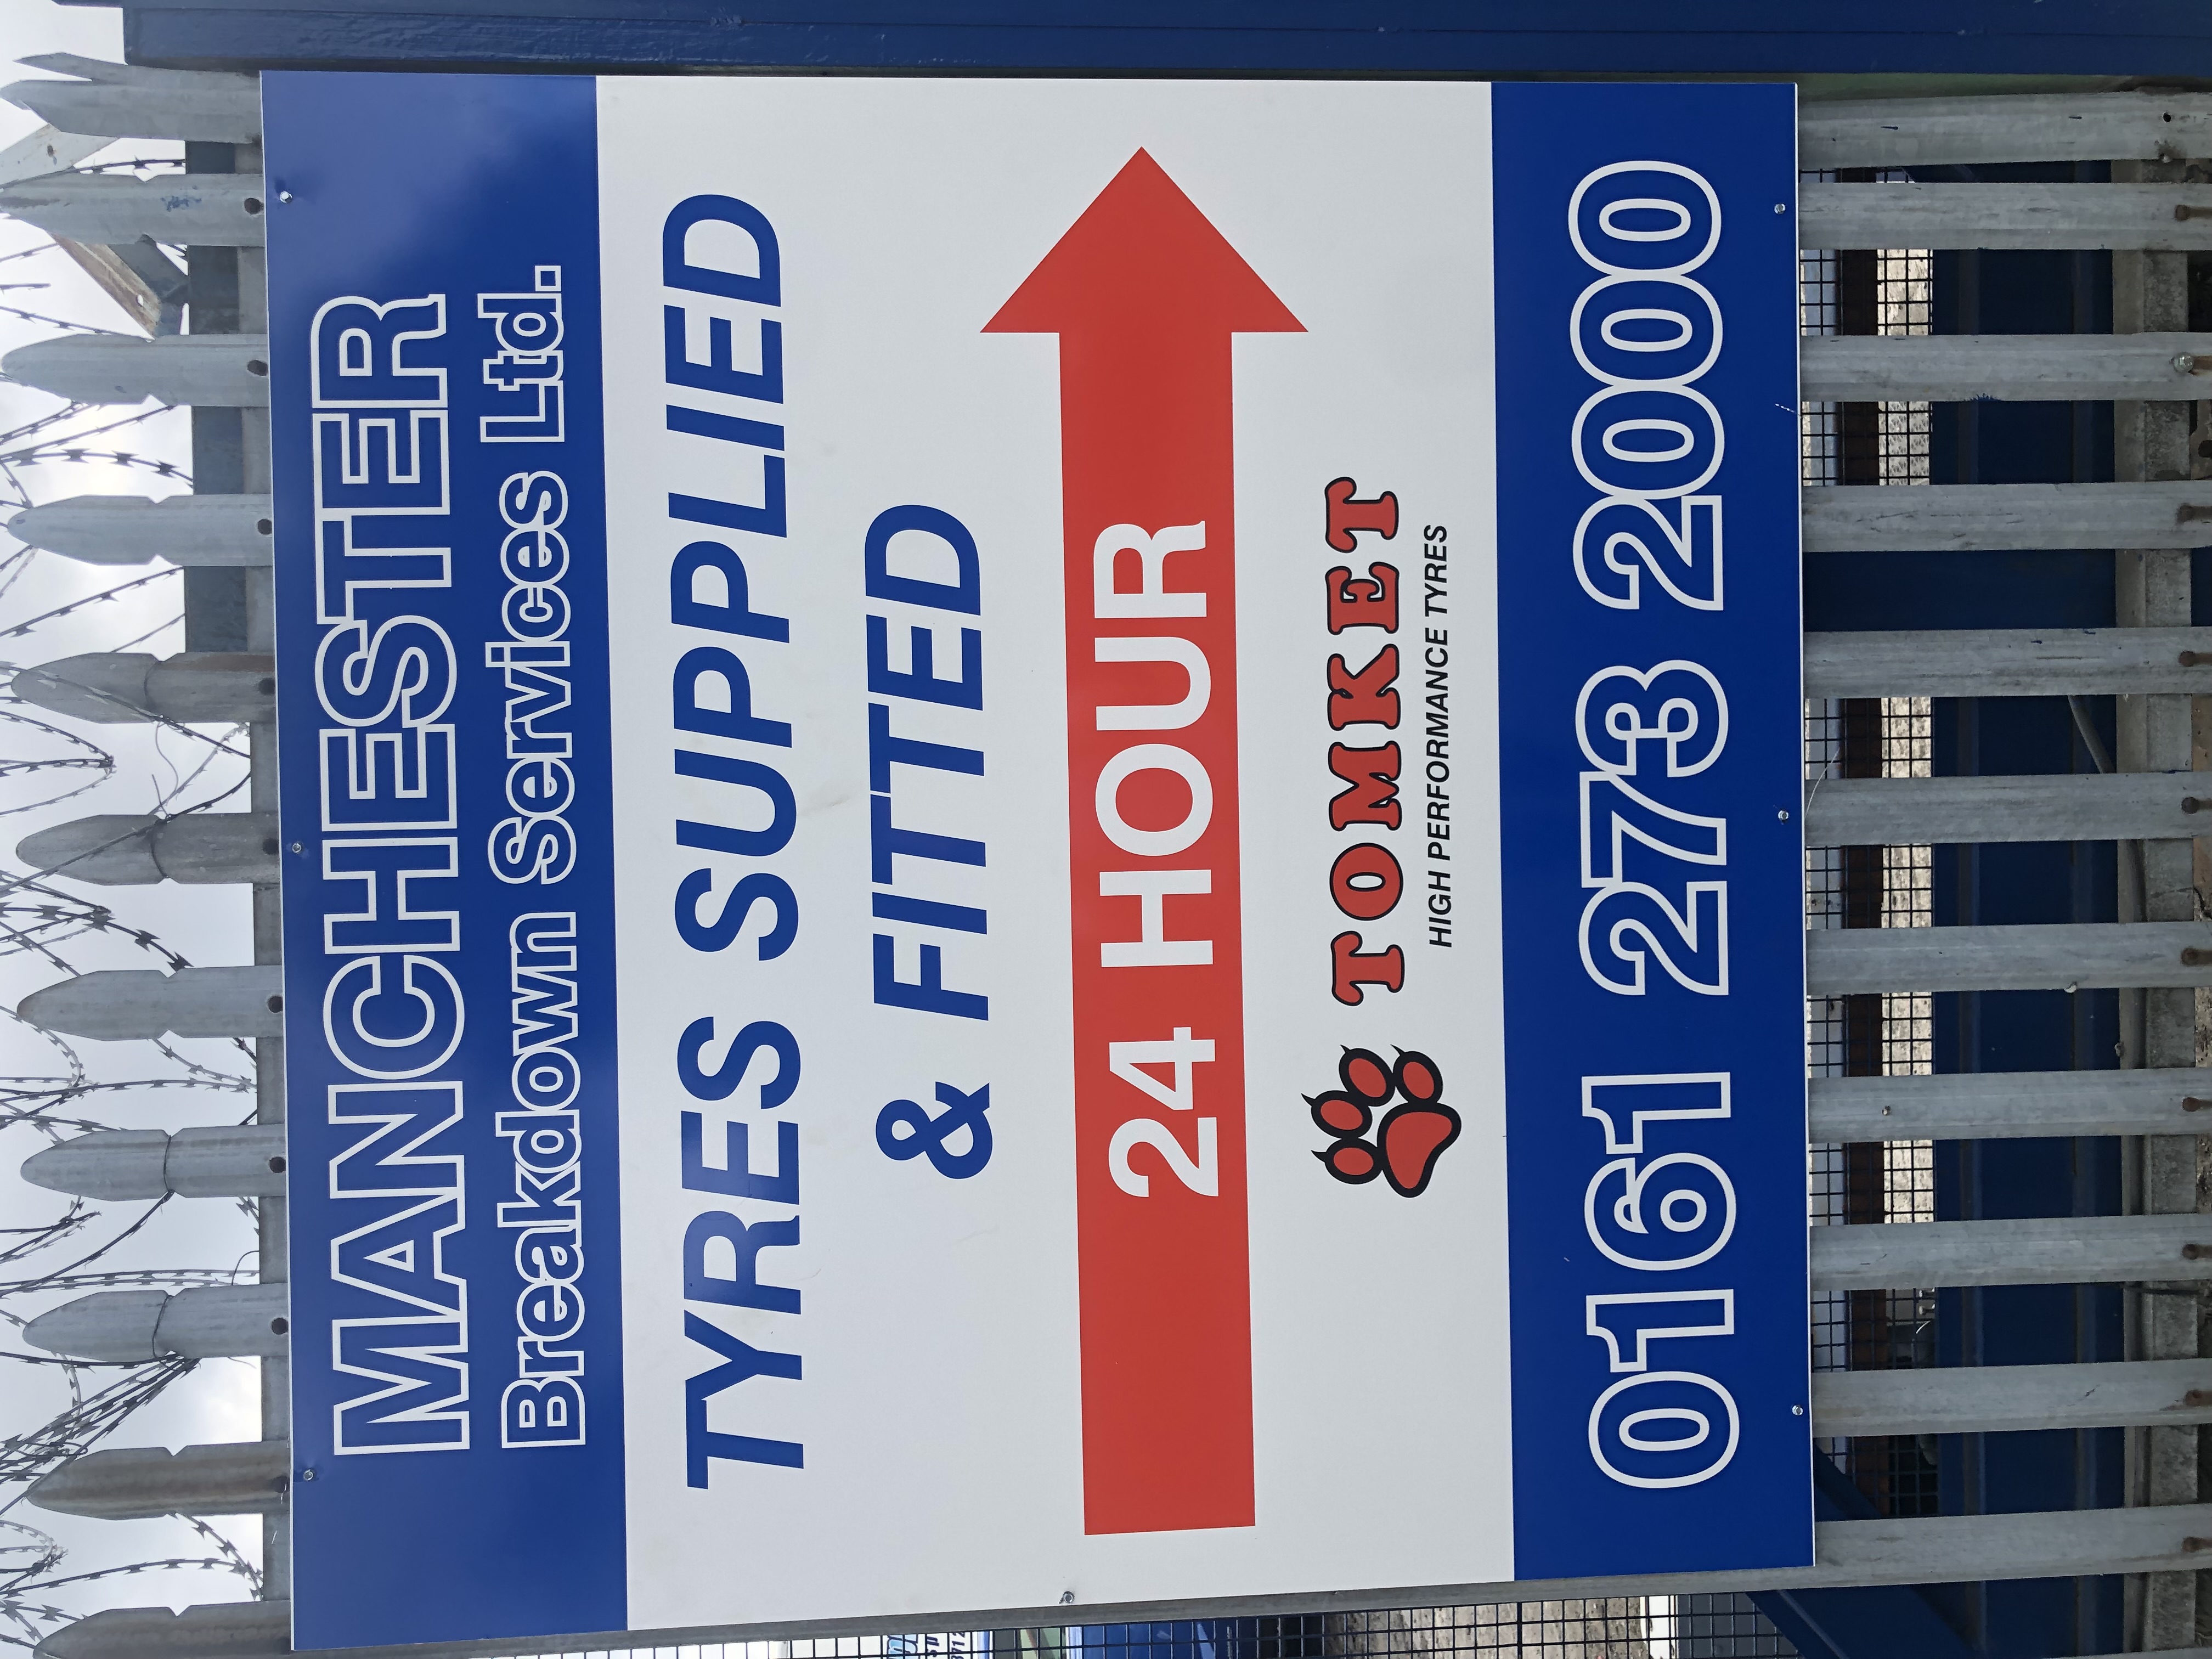 MANCHESTER
Breakdown Services Ltd.
TYRES SUPPLIED
& FITTED
24 HOUR
TOMKET
HIGH PERFORMANCE TYRES
0161 273 2000